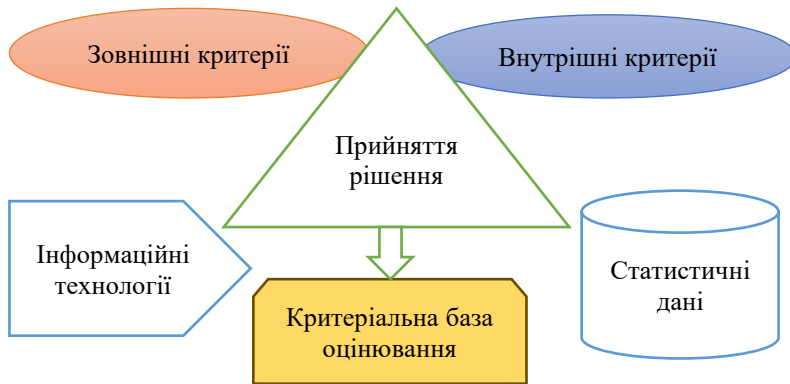 Зовнішні критерії
Внутрішні критерії
Прийняття
рішення
Інформаційні
технології
Статистичні
дані
Критеріальна база
оцінювання